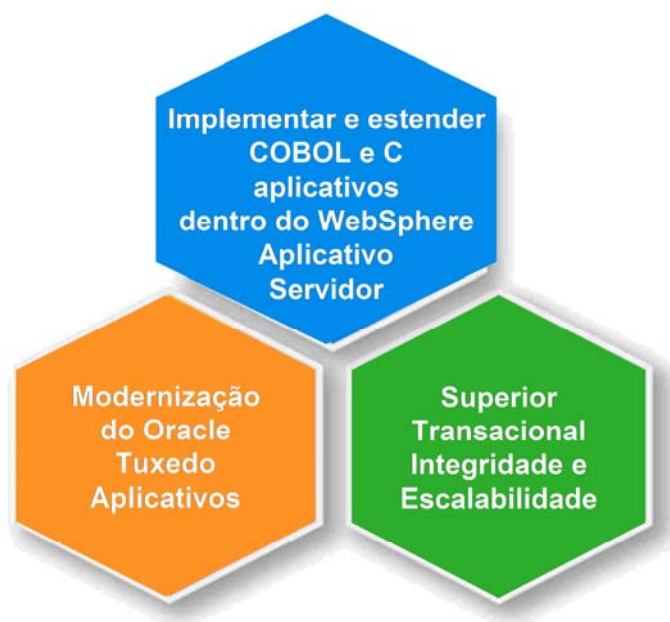 Implementar e estender
COBOL e C
aplicativos
dentro do WebSphere
Aplicativo
Servidor
Modernização
do Oracle
Tuxedo
Aplicativos
Superior
Transacional
Integridade e
Escalabilidade